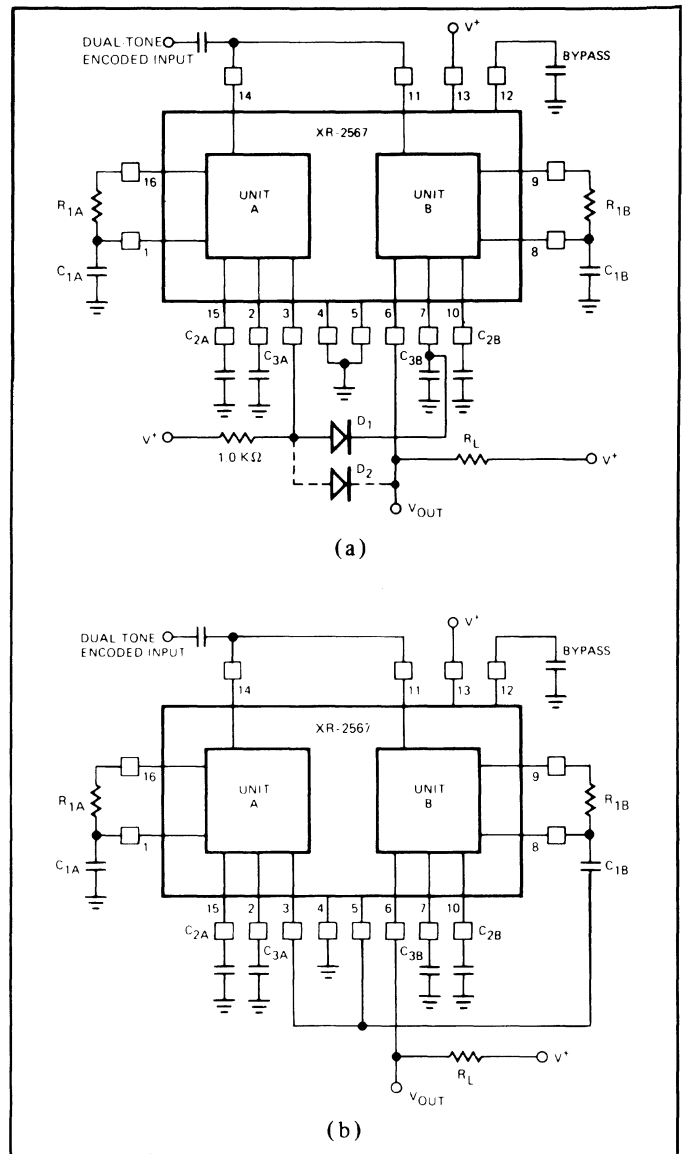 V+
DUAL-TONE
ENCODED INPUT
BYPASS
14
11
13
12
XR-2567
16
9
UNIT
A
UNIT
B
R1A
R1B
1
8
C1A
C1B
15
2
3
4
5
6
7
10
C2A
C3A
C3B
C2B
V+
1.0 KΩ
D1
D2
RL
V+
VOUT
(a)
DUAL TONE
ENCODED INPUT
V+
BYPASS
14
11
13
12
XR-2567
16
9
UNIT
A
UNIT
B
R1A
R1B
1
8
C1A
C1B
15
2
3
4
5
6
7
10
C2A
C3A
C3B
C2B
RL
V+
VOUT
(b)